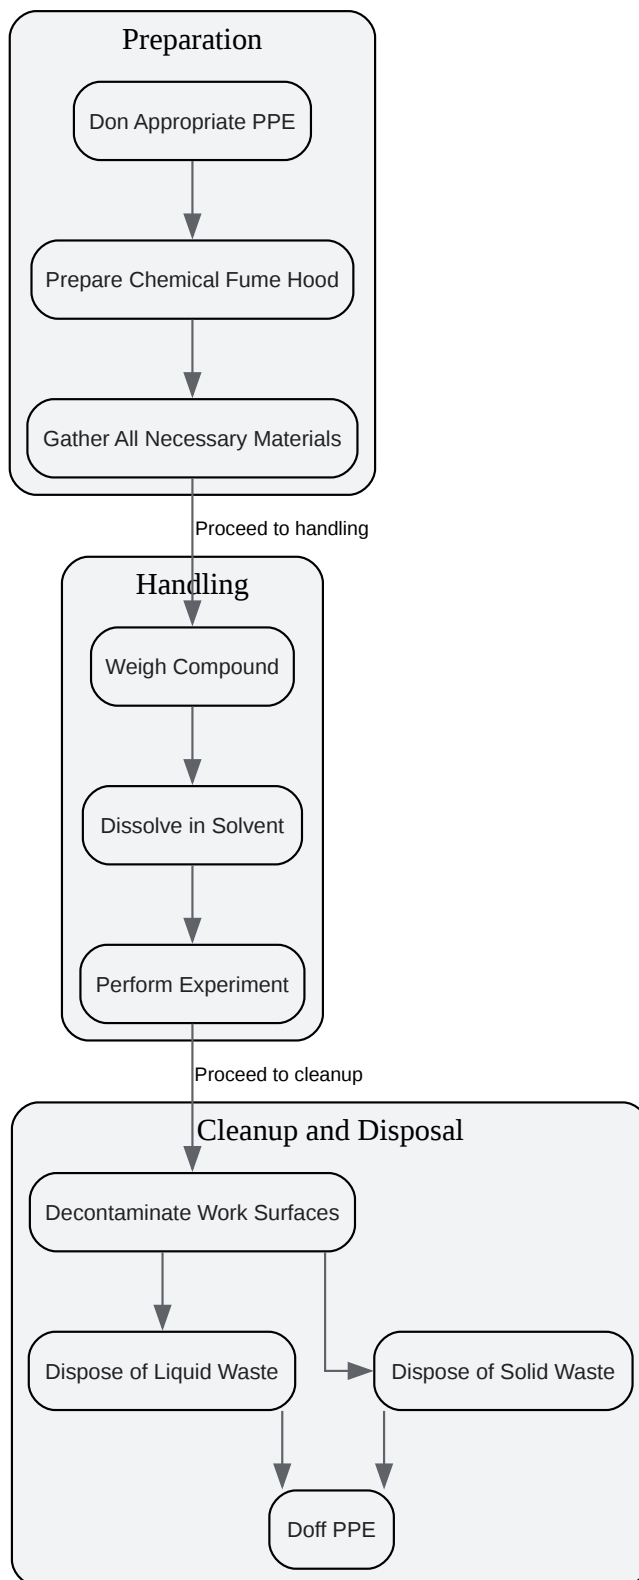 Preparation
Don Appropriate PPE
Prepare Chemical Fume Hood
Gather All Necessary Materials
Proceed to handling
Handling
Weigh Compound
Dissolve in Solvent
Perform Experiment
Proceed to cleanup
Cleanup and Disposal
Decontaminate Work Surfaces
Dispose of Liquid Waste
Dispose of Solid Waste
Doff PPE